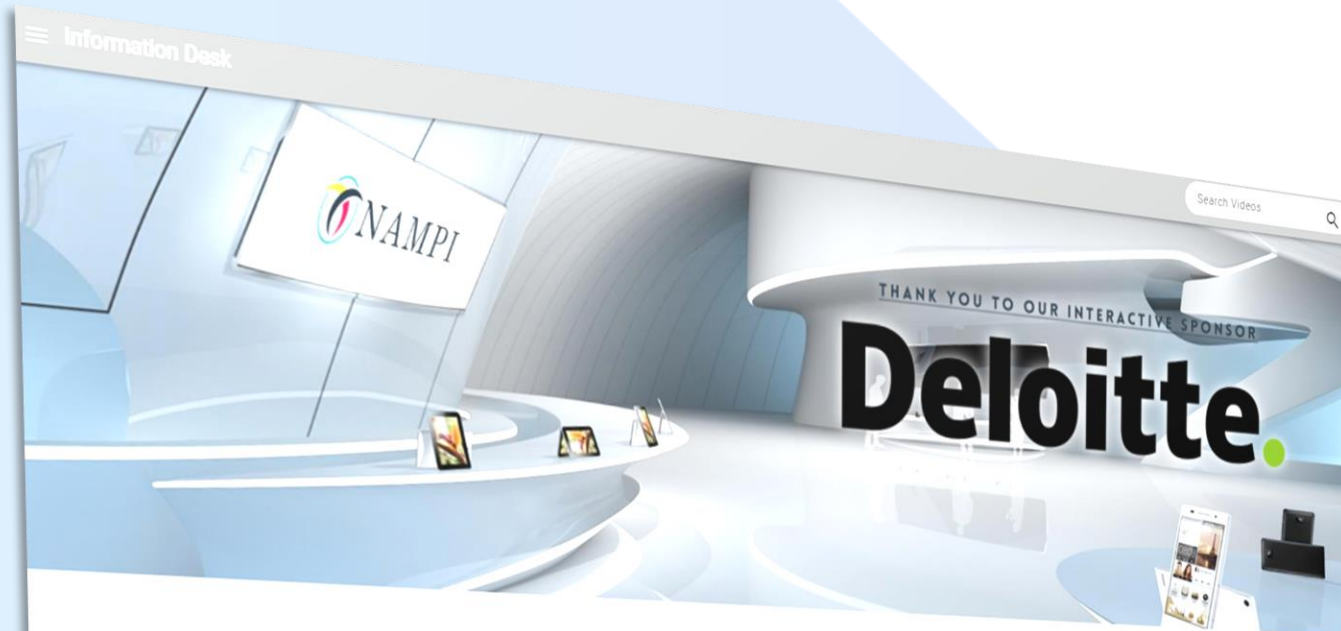 Information Desk
Search Videos
NAMPI
THANK YOU TO OUR INTERACTIVE SPONSOR
Deloitte.